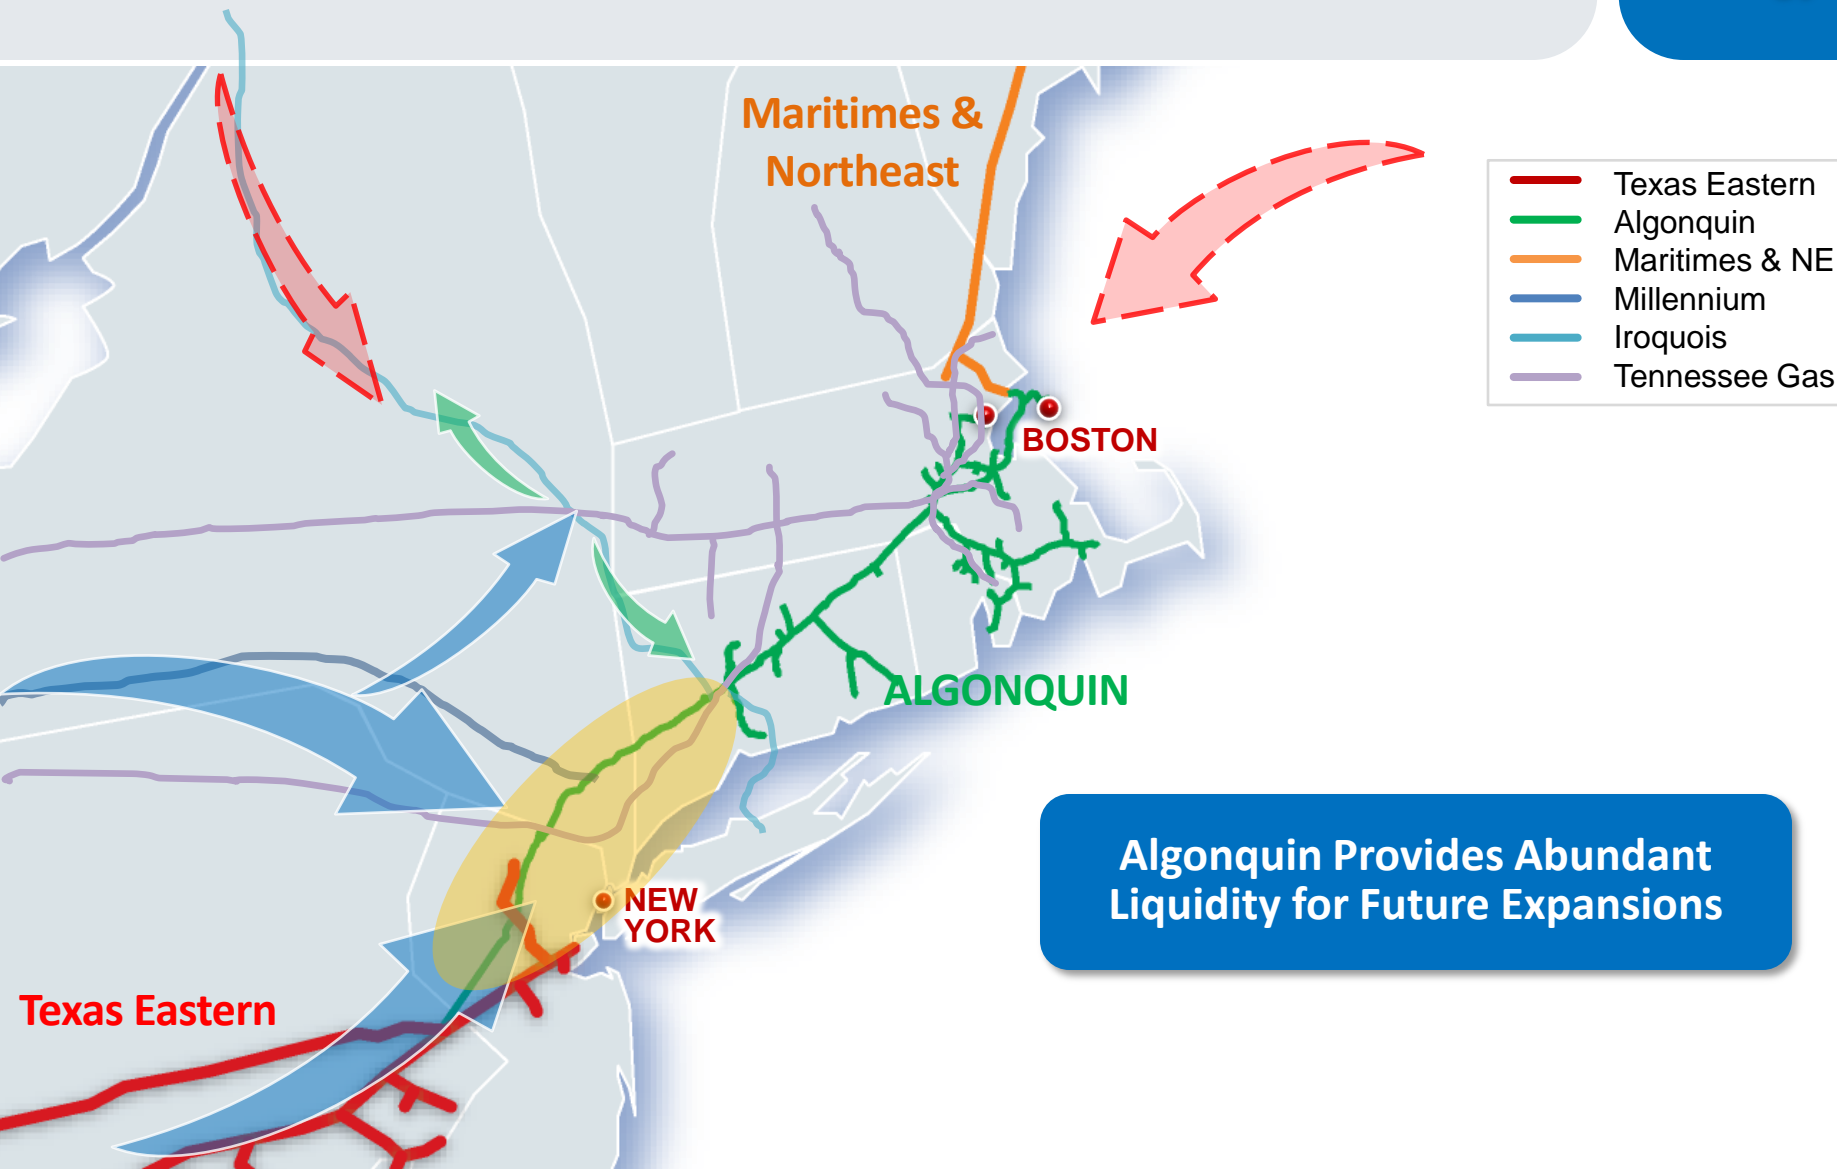 Maritimes &
Northeast
Texas Eastern
Algonquin
Maritimes & NE
Millennium
Iroquois
Tennessee Gas
BOSTON
ALGONQUIN
Algonquin Provides Abundant
Liquidity for Future Expansions
NEW
YORK
Texas Eastern